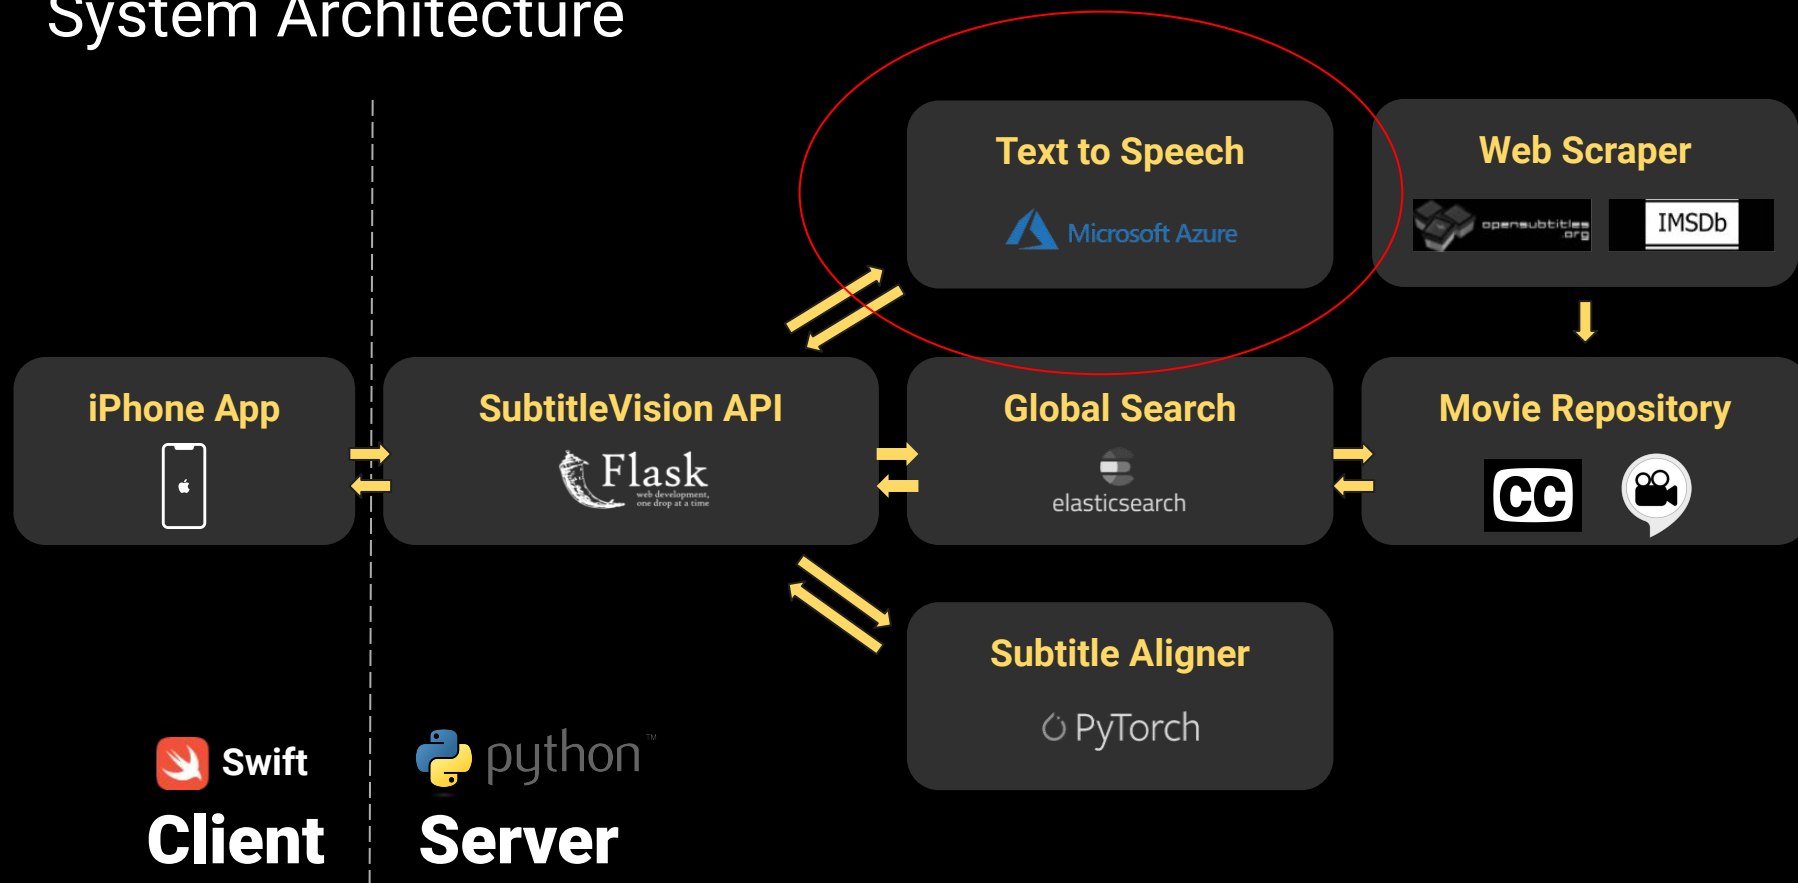 System Architecture
Text to Speech
Microsoft Azure
Web Scraper
opensubtitles
.org
IMSDb
iPhone App
SubtitleVision API
Flask
web development,
one drop at a time
Global Search
elasticsearch
Movie Repository
CC
Subtitle Aligner
PyTorch
Swift
python™
Client
Server